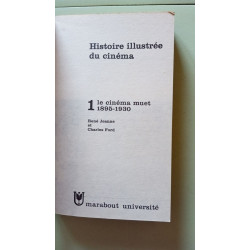 Histoire illustrée
du cinéma
1 le cinéma muet
1895-1930
René Jeanne
et
Charles Ford
marabout université